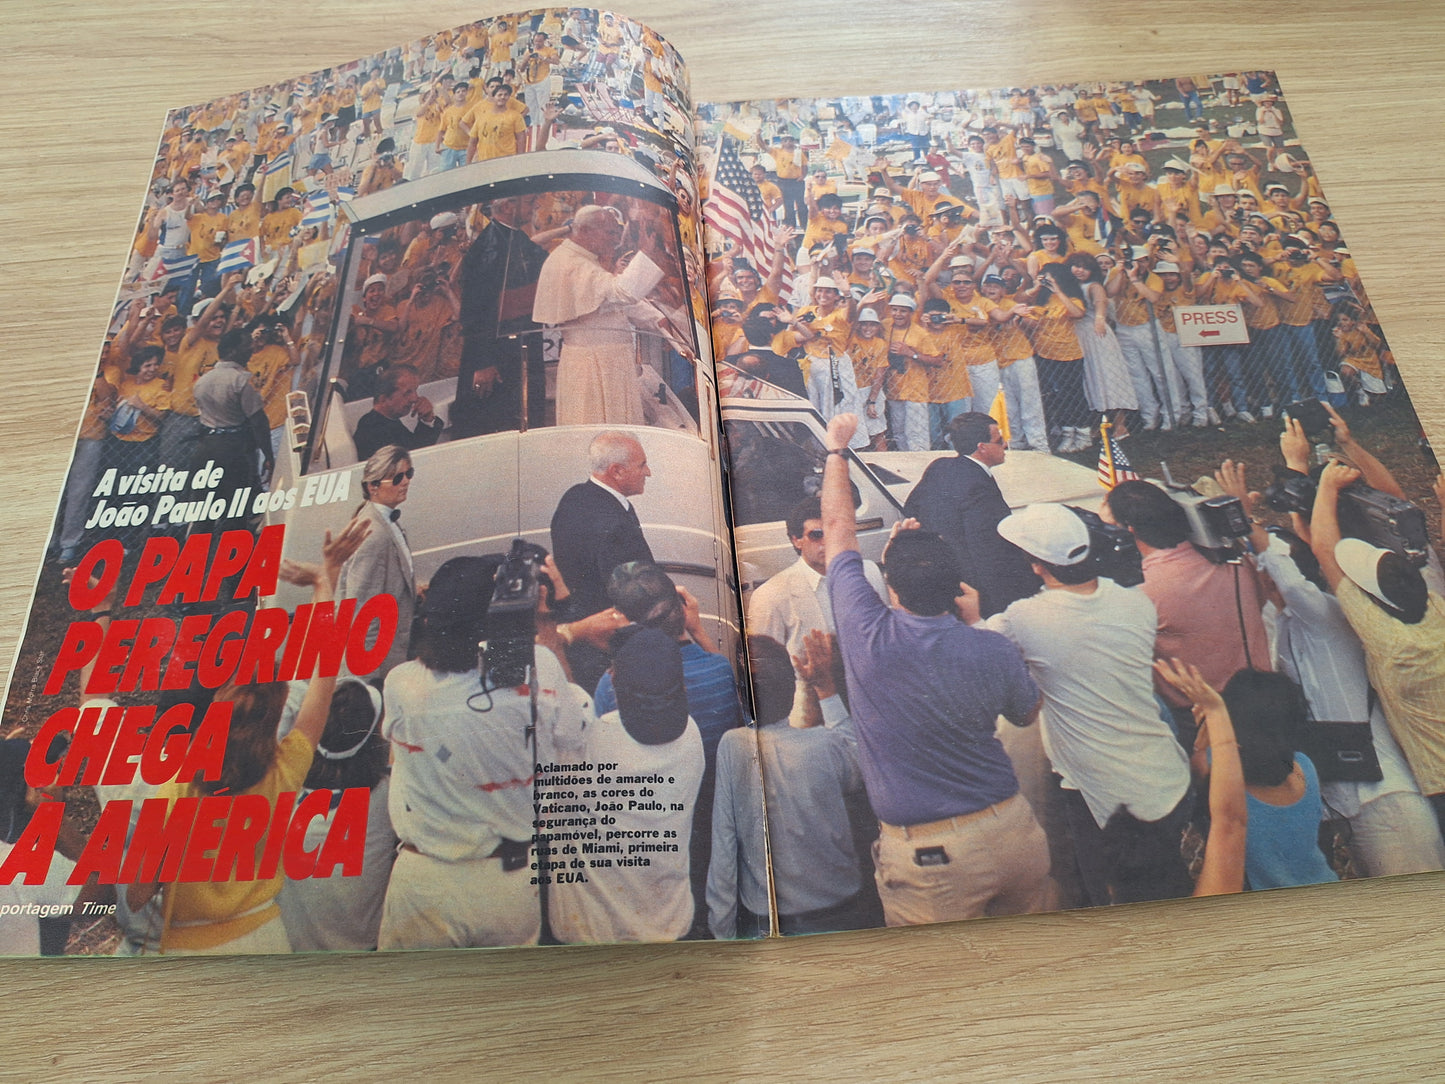 A visita de
João Paulo II aos EUA
O PAPA
PEREGRINO
CHEGA
À AMÉRICA
portagem Time
Aclamado por
multidões de amarelo e
branco, as cores do
Vaticano, João Paulo, na
segurança do
papamóvel, percorre as
ruas de Miami, primeira
etapa de sua visita
aos EUA.
PRESS